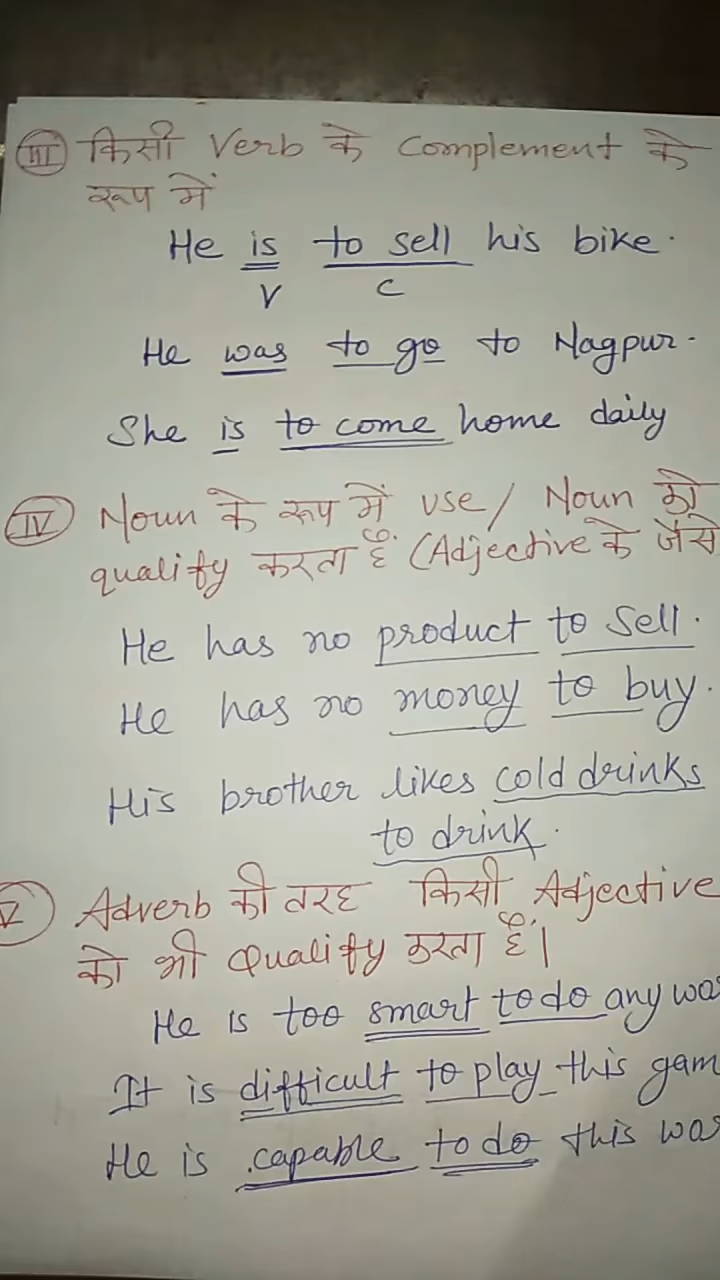 III किसी Verb के Complement के
रूप में
He is to sell his bike.
V C
He was to go to Nagpur.
She is to come home daily
IV Noun के रूप में use/ Noun को
qualify करता है। (Adjective के जैसे
He has no product to sell.
He has no money to buy.
His brother likes cold drinks
to drink.
V Adverb की तरह किसी Adjective
को भी Qualify करता है।
He is too smart to do any
It is difficult to play this gam
He is capable to do this